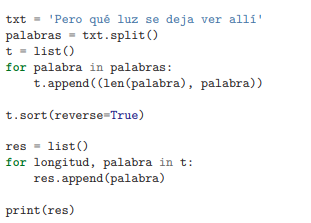 txt = 'Pero qué luz se deja ver allí'
palabras = txt.split()
t = list()
for palabra in palabras:
    t.append((len(palabra), palabra))

t.sort(reverse=True)

res = list()
for longitud, palabra in t:
    res.append(palabra)

print(res)